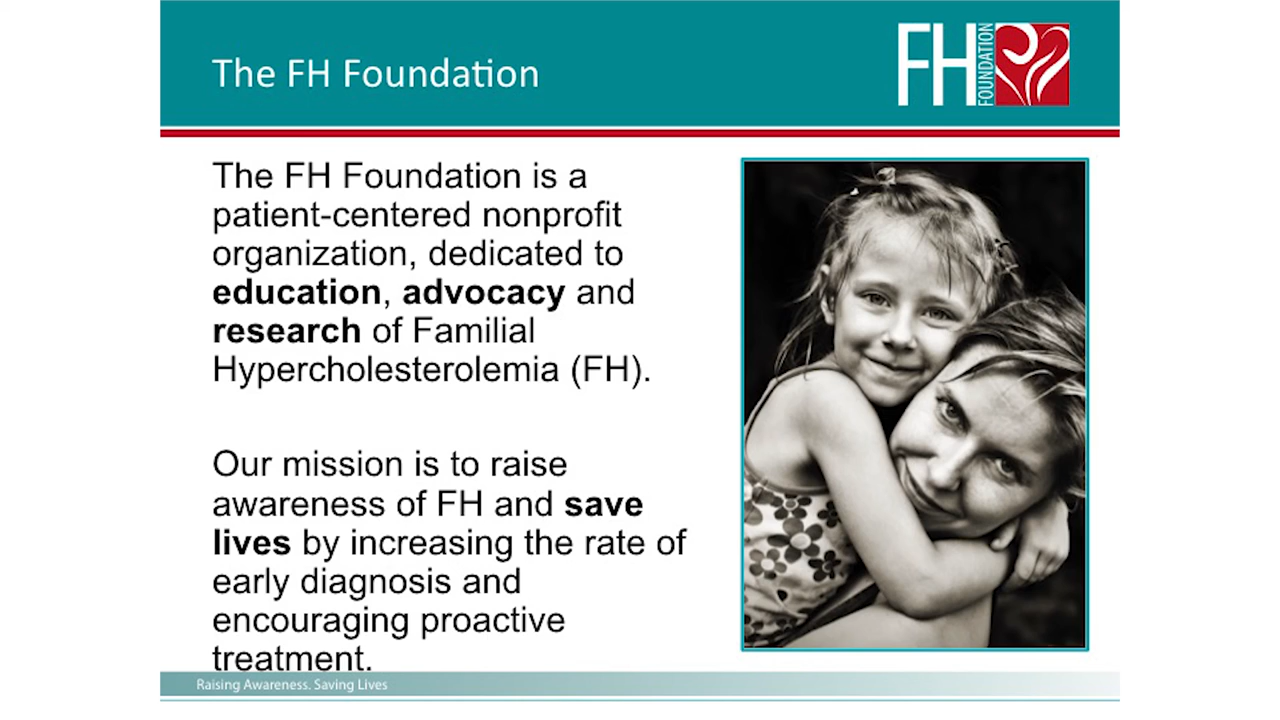 The FH Foundation
FH FOUNDATION
The FH Foundation is a
patient-centered nonprofit
organization, dedicated to
education, advocacy and
research of Familial
Hypercholesterolemia (FH).
Our mission is to raise
awareness of FH and save
lives by increasing the rate of
early diagnosis and
encouraging proactive
treatment.
Raising Awareness. Saving Lives